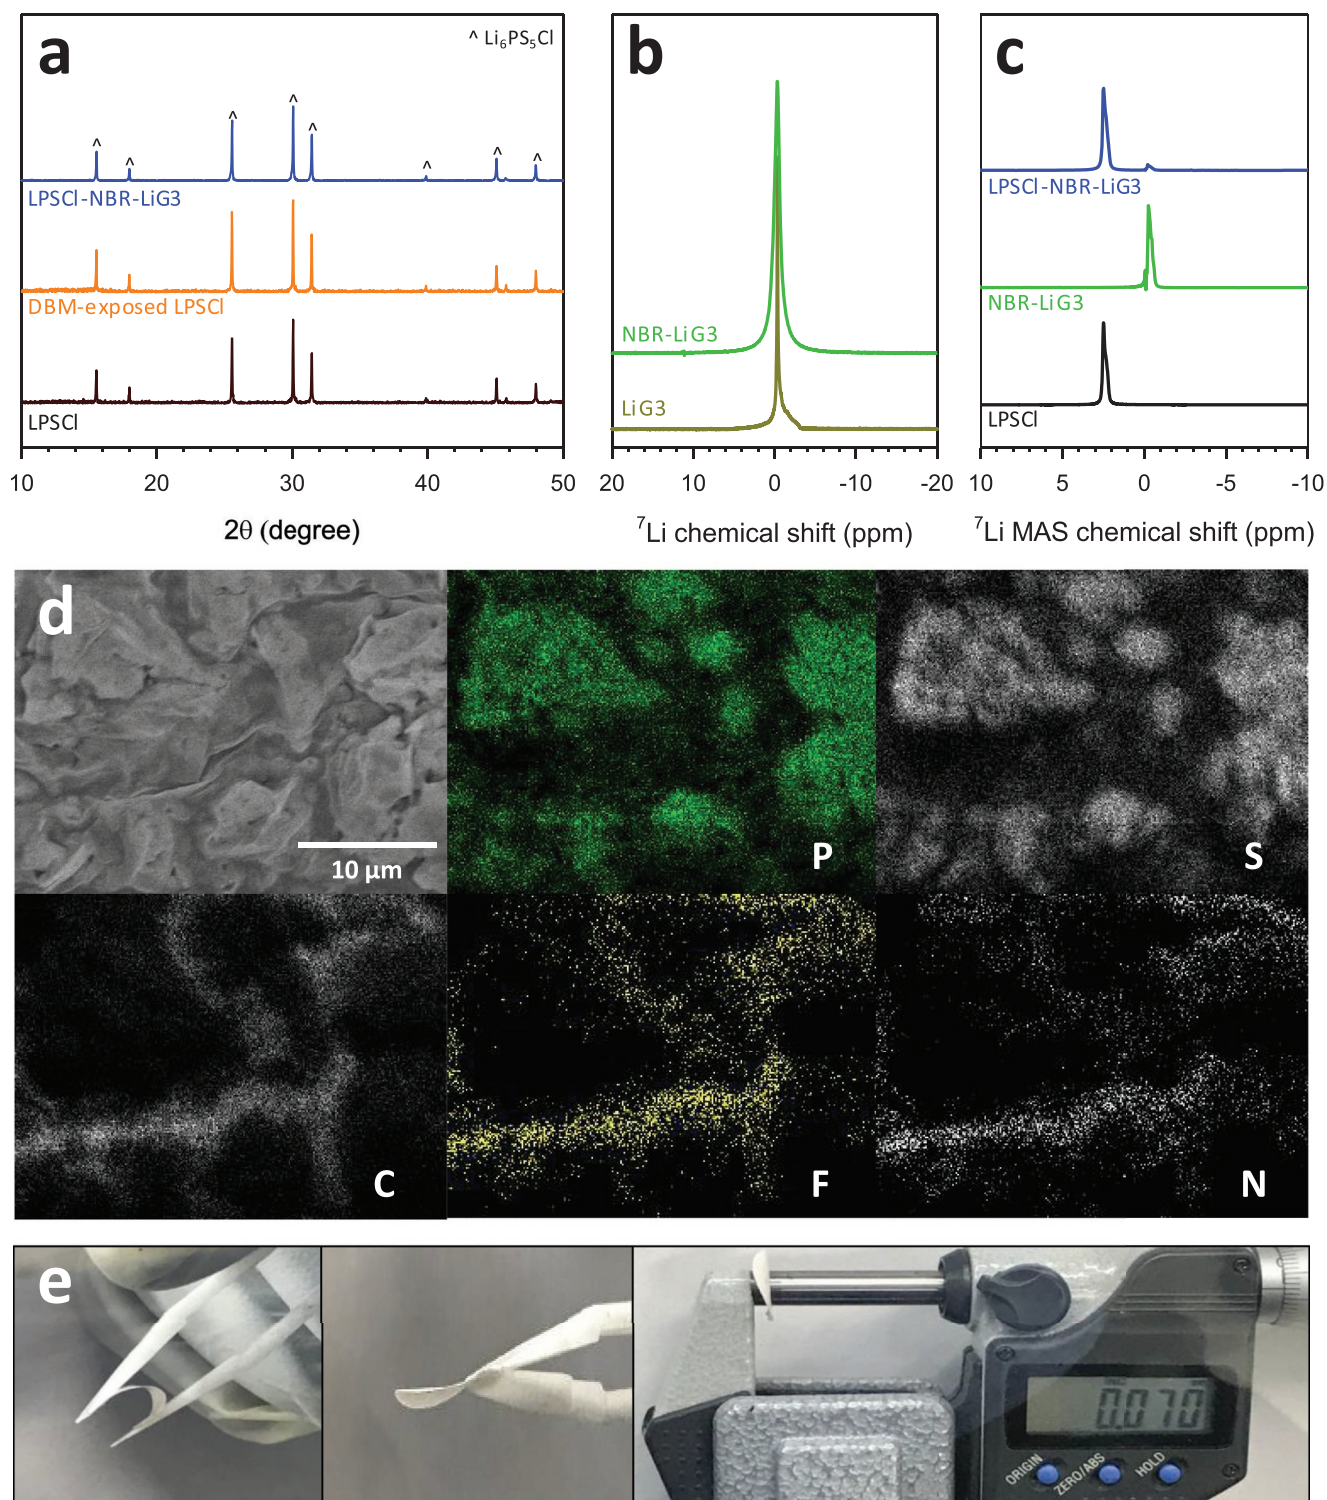 a
^ Li6PS5Cl
^ ^ ^ ^ ^ ^ ^ ^
LPSCl-NBR-LiG3
DBM-exposed LPSCl
LPSCl
10 20 30 40 50
2θ (degree)
b
NBR-LiG3
LiG3
20 10 0 -10 -20
7Li chemical shift (ppm)
c
LPSCl-NBR-LiG3
NBR-LiG3
LPSCl
10 5 0 -5 -10
7Li MAS chemical shift (ppm)
d
10 μm
P
S
C
F
N
e
0.070
ORIGIN
ZERO/ABS
HOLD